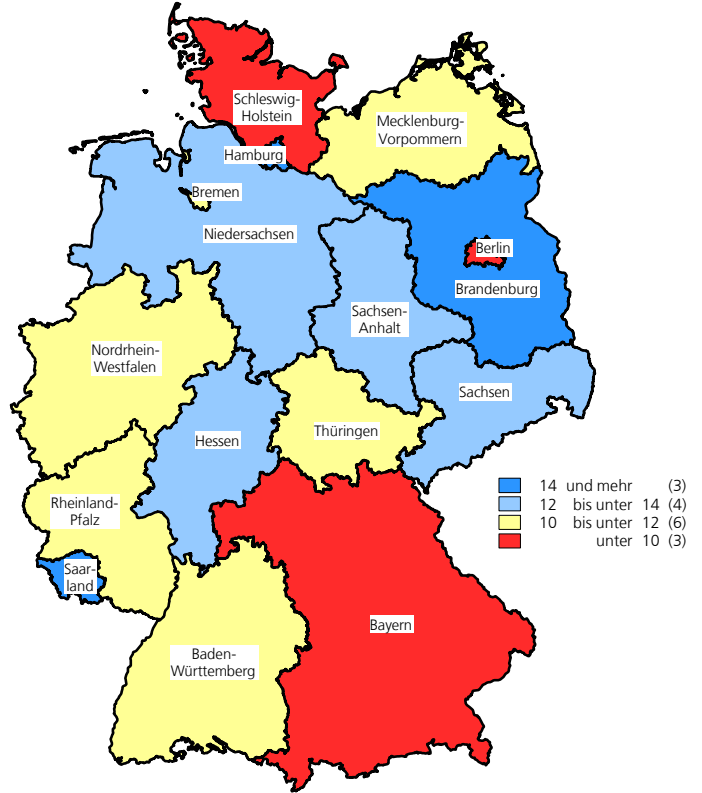 Schleswig-
Holstein
Mecklenburg-
Vorpommern
Hamburg
Bremen
Niedersachsen
Berlin
Brandenburg
Sachsen-
Anhalt
Nordrhein-
Westfalen
Sachsen
Thüringen
Hessen
Rheinland-
Pfalz
Saar-
land
Bayern
Baden-
Württemberg
14 und mehr (3)
12 bis unter 14 (4)
10 bis unter 12 (6)
unter 10 (3)